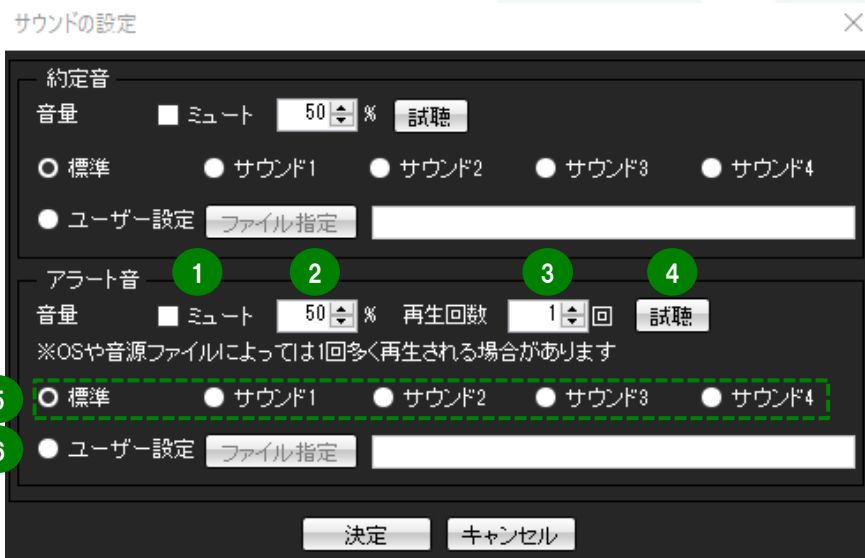 サウンドの設定
約定音
音量 ミュート 50 % 試聴
標準 サウンド1 サウンド2 サウンド3 サウンド4
ユーザー設定 ファイル指定
アラート音 1 2 3 4
音量 ミュート 50 % 再生回数 1 回 試聴
※OSや音源ファイルによっては1回多く再生される場合があります
5 標準 サウンド1 サウンド2 サウンド3 サウンド4
6 ユーザー設定 ファイル指定
決定 キャンセル